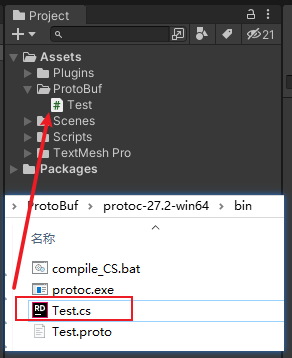 Project
21
Assets
Plugins
ProtoBuf
Test
Scenes
Scripts
TextMesh Pro
Packages
ProtoBuf > protoc-27.2-win64 > bin
名称
compile_CS.bat
protoc.exe
Test.cs
Test.proto